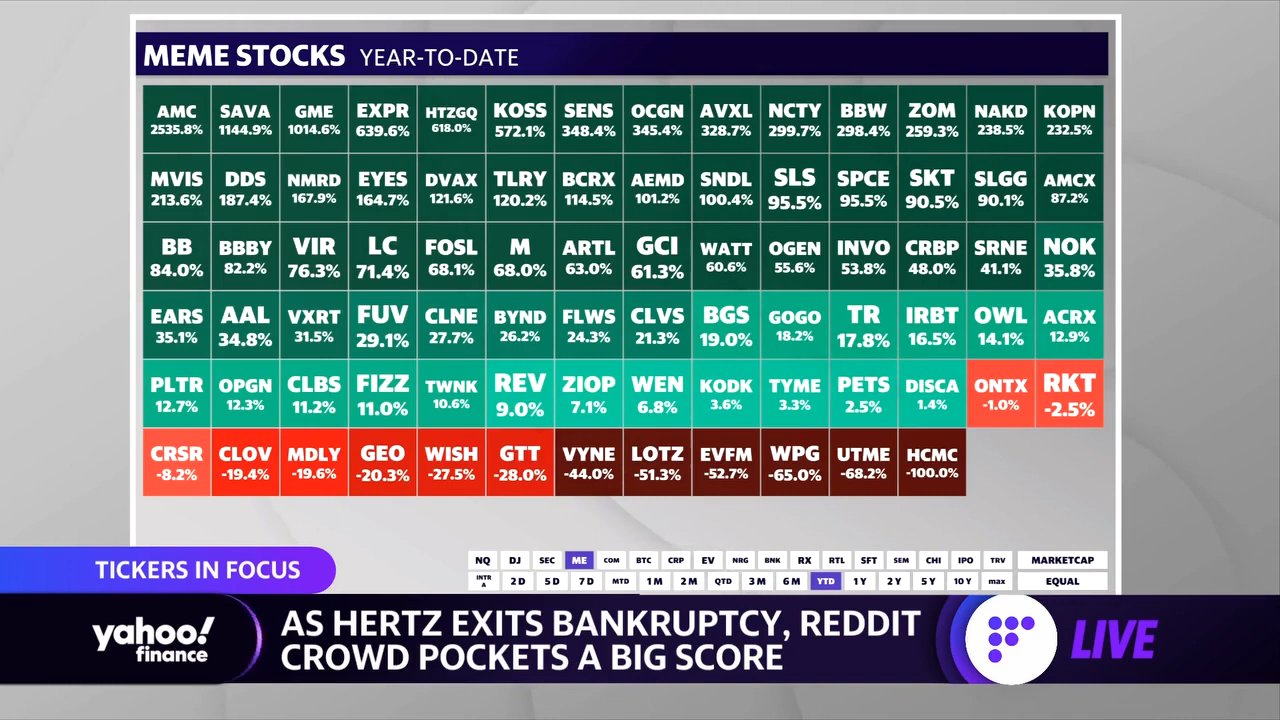 MEME STOCKS YEAR-TO-DATE
AMC SAVA GME EXPR HTZGQ KOSS SENS OCGN AVXL NCTY BBW ZOM NAKD KOPN
2535.8% 1144.9% 1014.6% 639.6% 618.0% 572.1% 348.4% 345.4% 328.7% 299.7% 298.4% 259.3% 238.5% 232.5%
MVIS DDS NMRD EYES DVAX TLRY BCRX AEMD SNDL SLS SPCE SKT SLGG AMCX
213.6% 187.4% 167.9% 164.7% 121.6% 120.2% 114.5% 101.2% 100.4% 95.5% 95.5% 90.5% 90.1% 87.2%
BB BBBY VIR LC FOSL M ARTL GCI WATT OGEN INVO CRBP SRNE NOK
84.0% 82.2% 76.3% 71.4% 68.1% 68.0% 63.0% 61.3% 60.6% 55.6% 53.8% 48.0% 41.1% 35.8%
EARS AAL VXRT FUV CLNE BYND FLWS CLVS BGS GOGO TR IRBT OWL ACRX
35.1% 34.8% 31.5% 29.1% 27.7% 26.2% 24.3% 21.3% 19.0% 18.2% 17.8% 16.5% 14.1% 12.9%
PLTR OPGN CLBS FIZZ TWNK REV ZIOP WEN KODK TYME PETS DISCA ONTX RKT
12.7% 12.3% 11.2% 11.0% 10.6% 9.0% 7.1% 6.8% 3.6% 3.3% 2.5% 1.4% -1.0% -2.5%
CRSR CLOV MDLY GEO WISH GTT VYNE LOTZ EVFM WPG UTME HCMC
-8.2% -19.4% -19.6% -20.3% -27.5% -28.0% -44.0% -51.3% -52.7% -65.0% -68.2% -100.0%
NQ DJ SEC ME COM BTC CRP EV NRG BNK RX RTL SFT SEM CHI IPO TRV MARKETCAP
INTRA 2 D 5 D 7 D MTD 1 M 2 M QTD 3 M 6 M YTD 1 Y 2 Y 5 Y 10 Y max EQUAL
TICKERS IN FOCUS
yahoo!
finance
AS HERTZ EXITS BANKRUPTCY, REDDIT
CROWD POCKETS A BIG SCORE
LIVE